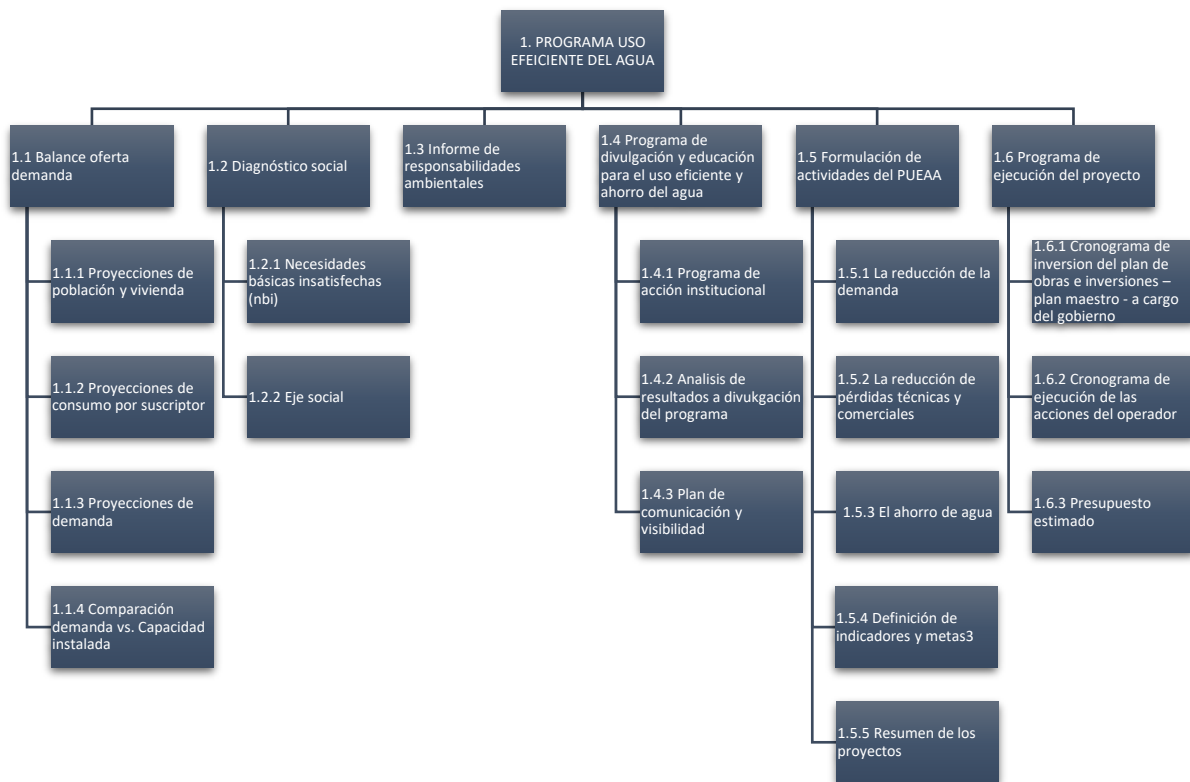 1. PROGRAMA USO
EFEICIENTE DEL AGUA
1.1 Balance oferta
demanda
1.1.1 Proyecciones de
población y vivienda
1.1.2 Proyecciones de
consumo por suscriptor
1.1.3 Proyecciones de
demanda
1.1.4 Comparación
demanda vs. Capacidad
instalada
1.2 Diagnóstico social
1.2.1 Necesidades
básicas insatisfechas
(nbi)
1.2.2 Eje social
1.3 Informe de
responsabilidades
ambientales
1.4 Programa de
divulgación y educación
para el uso eficiente y
ahorro del agua
1.4.1 Programa de
acción institucional
1.4.2 Analisis de
resultados a divukgación
del programa
1.4.3 Plan de
comunicación y
visibilidad
1.5 Formulación de
actividades del PUEAA
1.5.1 La reducción de la
demanda
1.5.2 La reducción de
pérdidas técnicas y
comerciales
1.5.3 El ahorro de agua
1.5.4 Definición de
indicadores y metas3
1.5.5 Resumen de los
proyectos
1.6 Programa de
ejecución del proyecto
1.6.1 Cronograma de
inversion del plan de
obras e inversiones –
plan maestro - a cargo
del gobierno
1.6.2 Cronograma de
ejecución de las
acciones del operador
1.6.3 Presupuesto
estimado